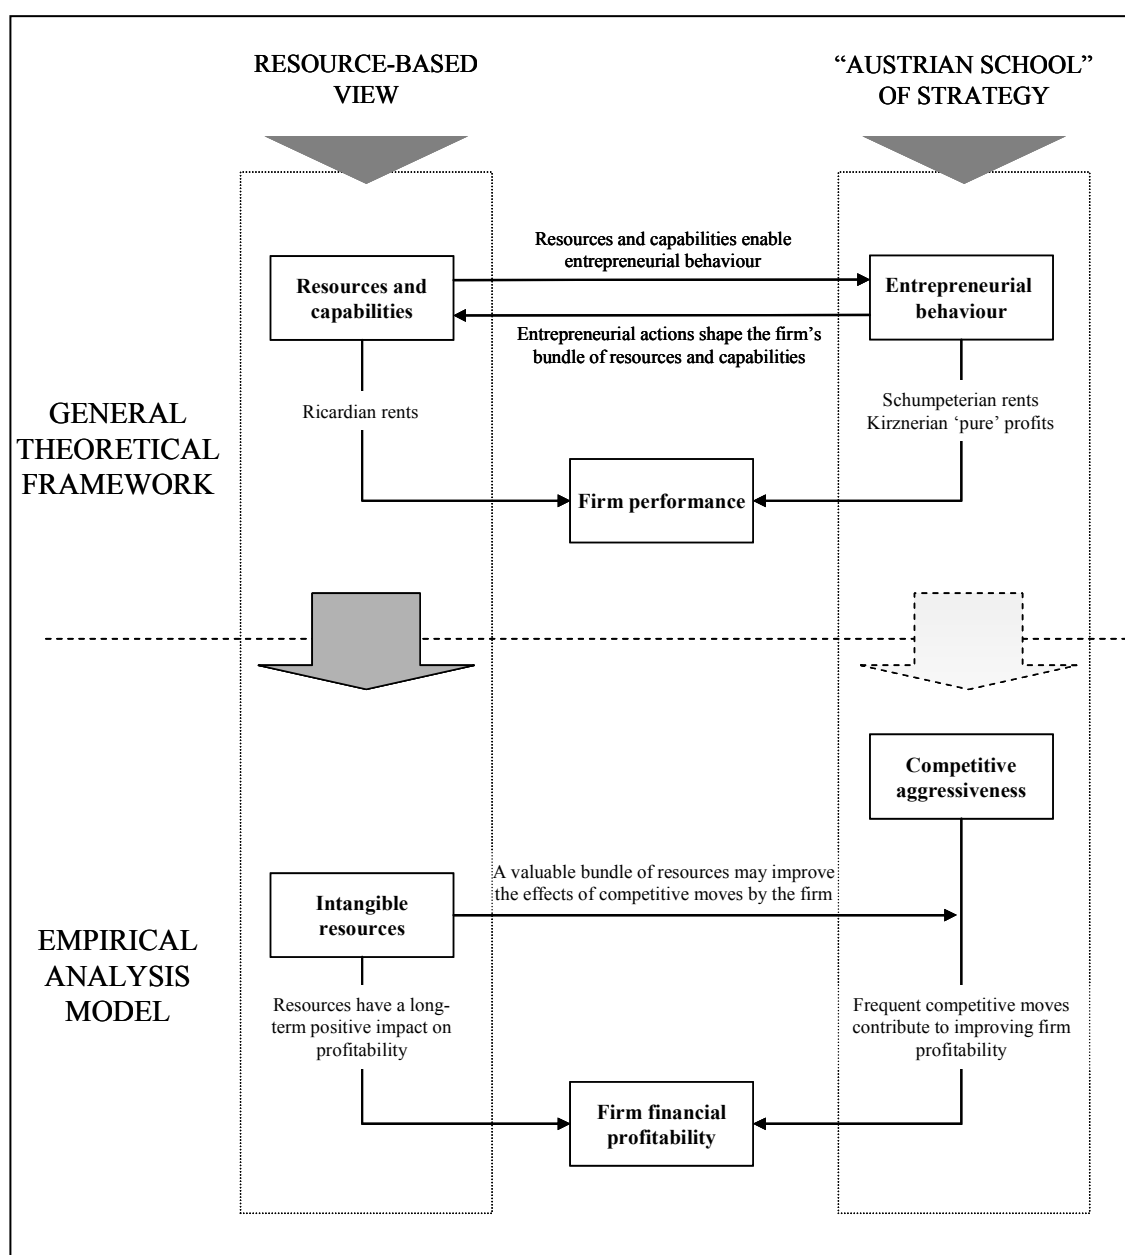 RESOURCE-BASED
VIEW
“AUSTRIAN SCHOOL”
OF STRATEGY
Resources and capabilities enable
entrepreneurial behaviour
Resources and
capabilities
Entrepreneurial
behaviour
Entrepreneurial actions shape the firm’s
bundle of resources and capabilities
GENERAL
THEORETICAL
FRAMEWORK
Ricardian rents
Schumpeterian rents
Kirznerian ‘pure’ profits
Firm performance
Competitive
aggressiveness
A valuable bundle of resources may improve
the effects of competitive moves by the firm
Intangible
resources
EMPIRICAL
ANALYSIS
MODEL
Resources have a long-
term positive impact on
profitability
Frequent competitive moves
contribute to improving firm
profitability
Firm financial
profitability